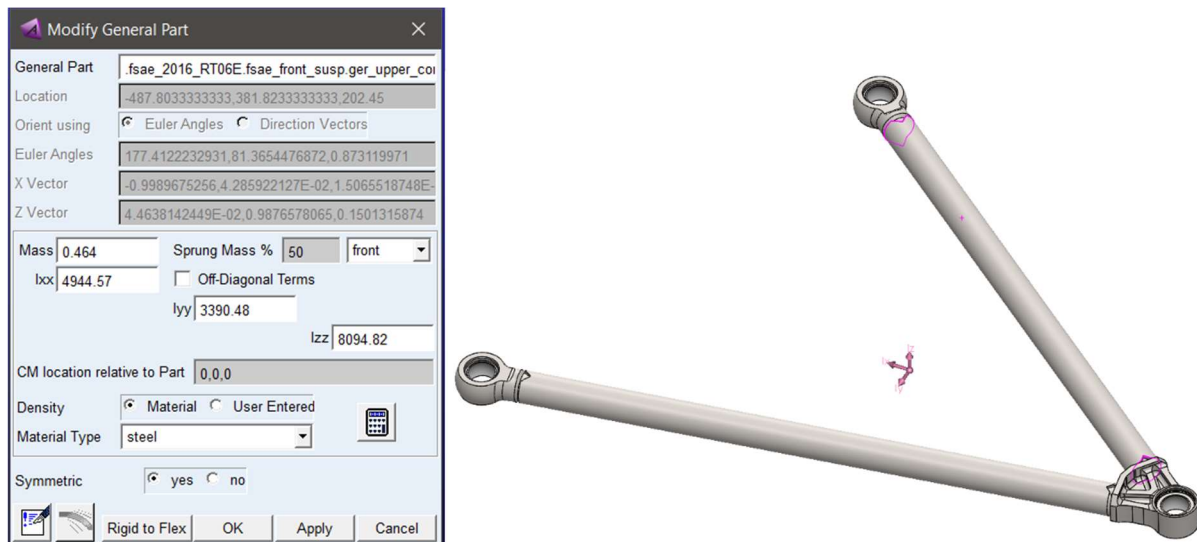 Modify General Part
General Part .fsae_2016_RT06E.fsae_front_susp.ger_upper_co
Location -487.8033333333,381.8233333333,202.45
Orient using Euler Angles Direction Vectors
Euler Angles 177.4122232931,81.3654476872,0.873119971
X Vector -0.9989675256,4.285922127E-02,1.5065518748E-
Z Vector 4.4638142449E-02,0.9876578065,0.1501315874
Mass 0.464 Sprung Mass % 50 front
Ixx 4944.57 Off-Diagonal Terms
Iyy 3390.48
Izz 8094.82
CM location relative to Part 0,0,0
Density Material User Entered
Material Type steel
Symmetric yes no
Rigid to Flex OK Apply Cancel